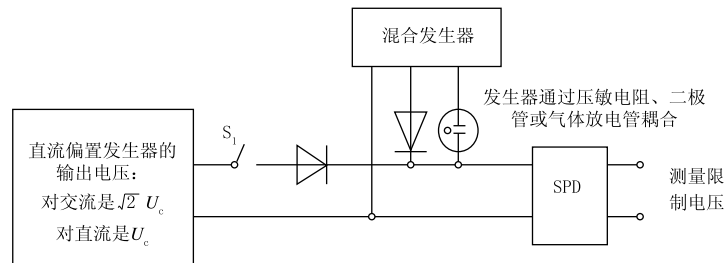 混合发生器
发生器通过压敏电阻、二极
管或气体放电管耦合
直流偏置发生器的
输出电压：
对交流是√2 Uc
对直流是Uc
S1
SPD
测量限
制电压